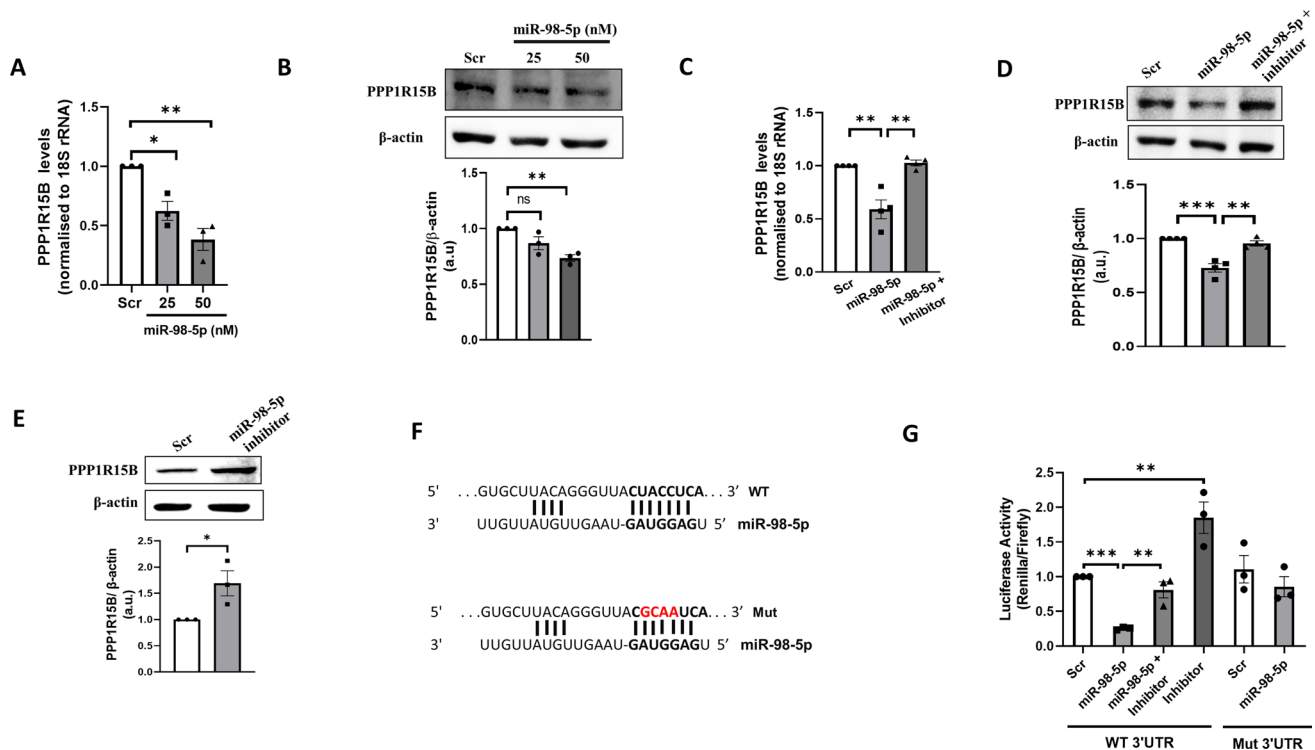 A
PPP1R15B levels
(normalised to 18S rRNA)
1.5
1.0
0.5
0.0
*
**
Scr
25
50
miR-98-5p (nM)
B
miR-98-5p (nM)
Scr
25
50
PPP1R15B
β-actin
PPP1R15B/β-actin
(a.u)
1.5
1.0
0.5
0.0
ns
**
C
PPP1R15B levels
(normalised to 18S rRNA)
1.5
1.0
0.5
0.0
**
**
Scr
miR-98-5p
miR-98-5p +
Inhibitor
D
Scr
miR-98-5p
miR-98-5p +
inhibitor
PPP1R15B
β-actin
PPP1R15B/ β-actin
(a.u.)
1.5
1.0
0.5
0.0
***
**
E
Scr
miR-98-5p
inhibitor
PPP1R15B
β-actin
PPP1R15B/ β-actin
(a.u.)
2.5
2.0
1.5
1.0
0.5
0.0
*
F
5' ...GUGCUUACAGGGUUACUACCUCA... 3' WT
3' UUGUUAUGUUGAAU-GAUGGAGU 5' miR-98-5p
5' ...GUGCUUACAGGGUUACGCAAUCA... 3' Mut
3' UUGUUAUGUUGAAU-GAUGGAGU 5' miR-98-5p
G
Luciferase Activity
(Renilla/Firefly)
2.5
2.0
1.5
1.0
0.5
0.0
**
***
**
Scr
miR-98-5p
miR-98-5p +
Inhibitor
Inhibitor
Scr
miR-98-5p
WT 3'UTR
Mut 3'UTR